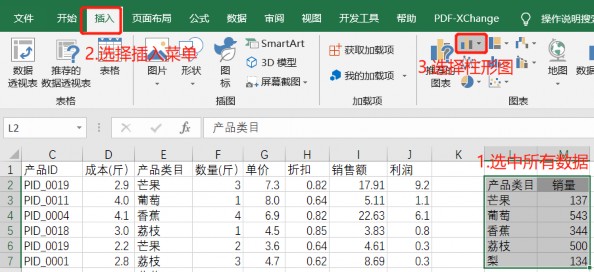 文件 开始 插入 页面布局 公式 数据 审阅 视图 开发工具 帮助 PDF-XChange 操作说明搜索
2.选择插入菜单
数据透视表 推荐的数据透视表 表格 图片 形状 图标 SmartArt 3D 模型 屏幕截图 获取加载项 我的加载项 推荐的图表 地图
3.选择柱形图
表格 插图 加载项 图表
L2 fx 产品类目
1.选中所有数据
C D E F G H I J K L M
1 产品ID 成本(斤) 产品类目 数量(斤) 单价 折扣 销售额 利润
2 PID_0019 2.9 芒果 3 7.3 0.82 17.91 9.2 产品类目 销量
3 PID_0011 4.0 葡萄 1 8.0 0.64 5.11 1.1 芒果 137
4 PID_0004 4.1 香蕉 4 6.9 0.82 22.63 6.1 葡萄 543
5 PID_0018 3.0 荔枝 1 4.5 0.85 3.83 0.8 香蕉 344
6 PID_0019 2.2 芒果 2 3.6 0.64 4.61 0.3 荔枝 500
7 PID_0001 2.8 荔枝 3 4.7 0.62 8.69 0.3 梨 134